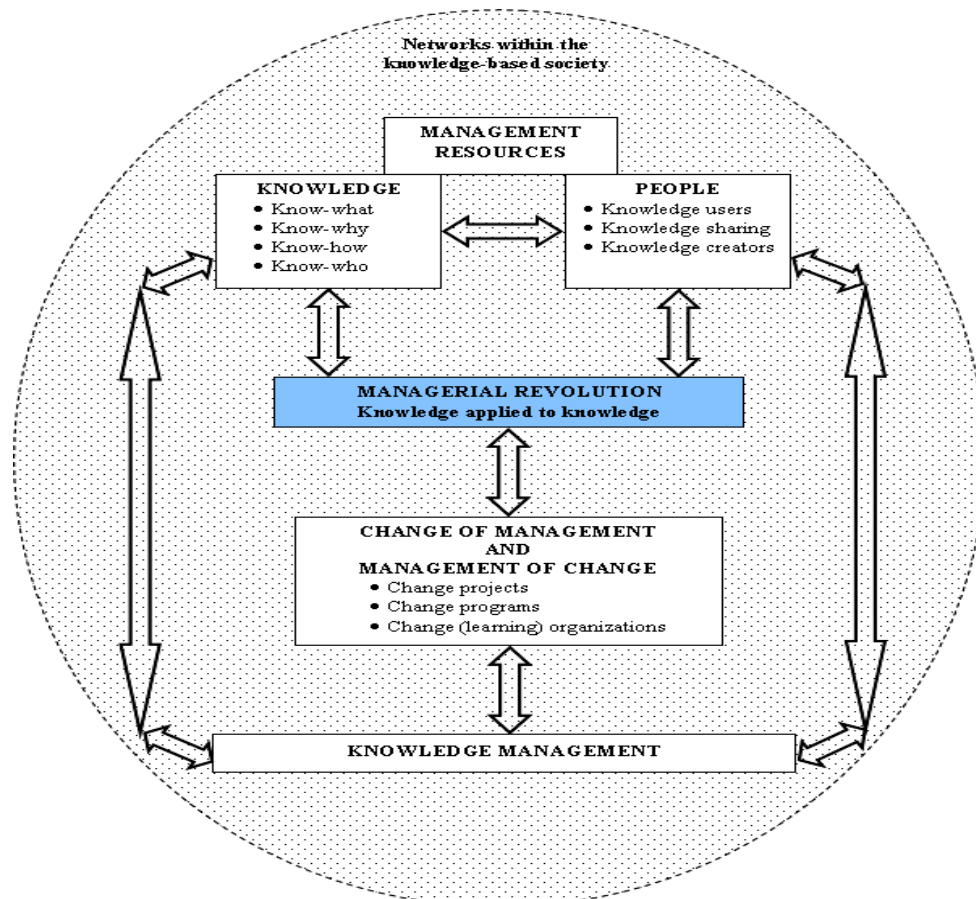 Networks within the
knowledge-based society
MANAGEMENT
RESOURCES
KNOWLEDGE
• Know-what
• Know-why
• Know-how
• Know-who
PEOPLE
• Knowledge users
• Knowledge sharing
• Knowledge creators
MANAGERIAL REVOLUTION
Knowledge applied to knowledge
CHANGE OF MANAGEMENT
AND
MANAGEMENT OF CHANGE
• Change projects
• Change programs
• Change (learning) organizations
KNOWLEDGE MANAGEMENT